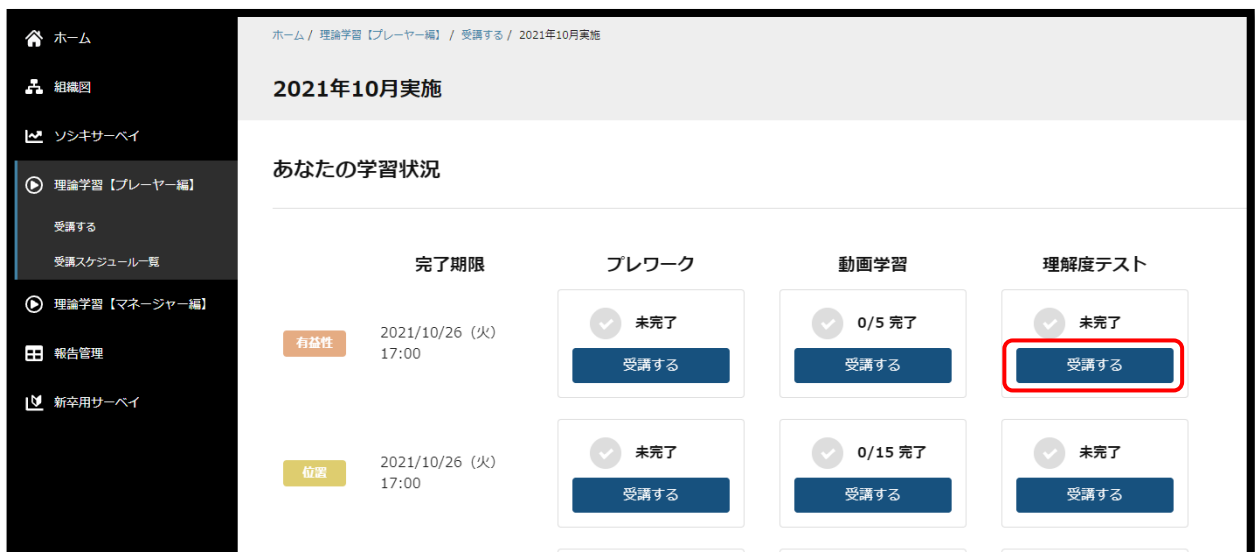 ホーム
組織図
ソシキサーベイ
理論学習【プレーヤー編】
受講する
受講スケジュール一覧
理論学習【マネージャー編】
報告管理
新卒用サーベイ
ホーム / 理論学習【プレーヤー編】 / 受講する / 2021年10月実施
2021年10月実施
あなたの学習状況
完了期限 プレワーク 動画学習 理解度テスト
有益性
2021/10/26（火）
17:00
未完了
受講する
0/5 完了
受講する
未完了
受講する
位置
2021/10/26（火）
17:00
未完了
受講する
0/15 完了
受講する
未完了
受講する